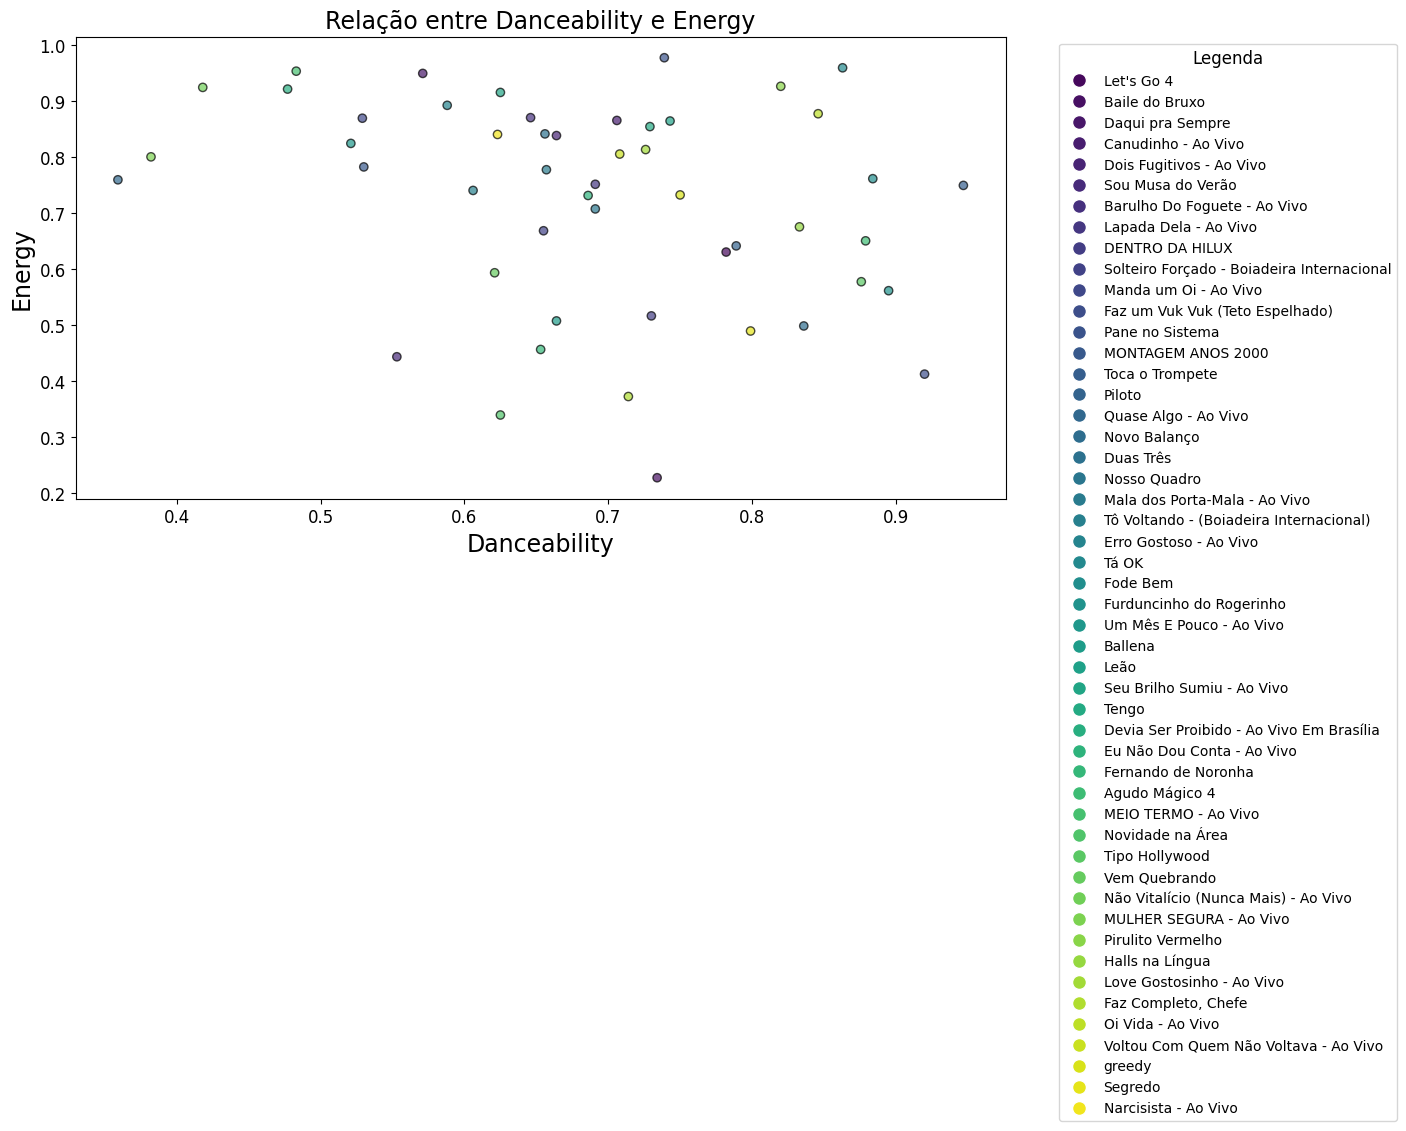 Relação entre Danceability e Energy
Energy
1.0
0.9
0.8
0.7
0.6
0.5
0.4
0.3
0.2
0.4 0.5 0.6 0.7 0.8 0.9
Danceability
Legenda
Let's Go 4
Baile do Bruxo
Daqui pra Sempre
Canudinho - Ao Vivo
Dois Fugitivos - Ao Vivo
Sou Musa do Verão
Barulho Do Foguete - Ao Vivo
Lapada Dela - Ao Vivo
DENTRO DA HILUX
Solteiro Forçado - Boiadeira Internacional
Manda um Oi - Ao Vivo
Faz um Vuk Vuk (Teto Espelhado)
Pane no Sistema
MONTAGEM ANOS 2000
Toca o Trompete
Piloto
Quase Algo - Ao Vivo
Novo Balanço
Duas Três
Nosso Quadro
Mala dos Porta-Mala - Ao Vivo
Tô Voltando - (Boiadeira Internacional)
Erro Gostoso - Ao Vivo
Tá OK
Fode Bem
Furduncinho do Rogerinho
Um Mês E Pouco - Ao Vivo
Ballena
Leão
Seu Brilho Sumiu - Ao Vivo
Tengo
Devia Ser Proibido - Ao Vivo Em Brasília
Eu Não Dou Conta - Ao Vivo
Fernando de Noronha
Agudo Mágico 4
MEIO TERMO - Ao Vivo
Novidade na Área
Tipo Hollywood
Vem Quebrando
Não Vitalício (Nunca Mais) - Ao Vivo
MULHER SEGURA - Ao Vivo
Pirulito Vermelho
Halls na Língua
Love Gostosinho - Ao Vivo
Faz Completo, Chefe
Oi Vida - Ao Vivo
Voltou Com Quem Não Voltava - Ao Vivo
greedy
Segredo
Narcisista - Ao Vivo